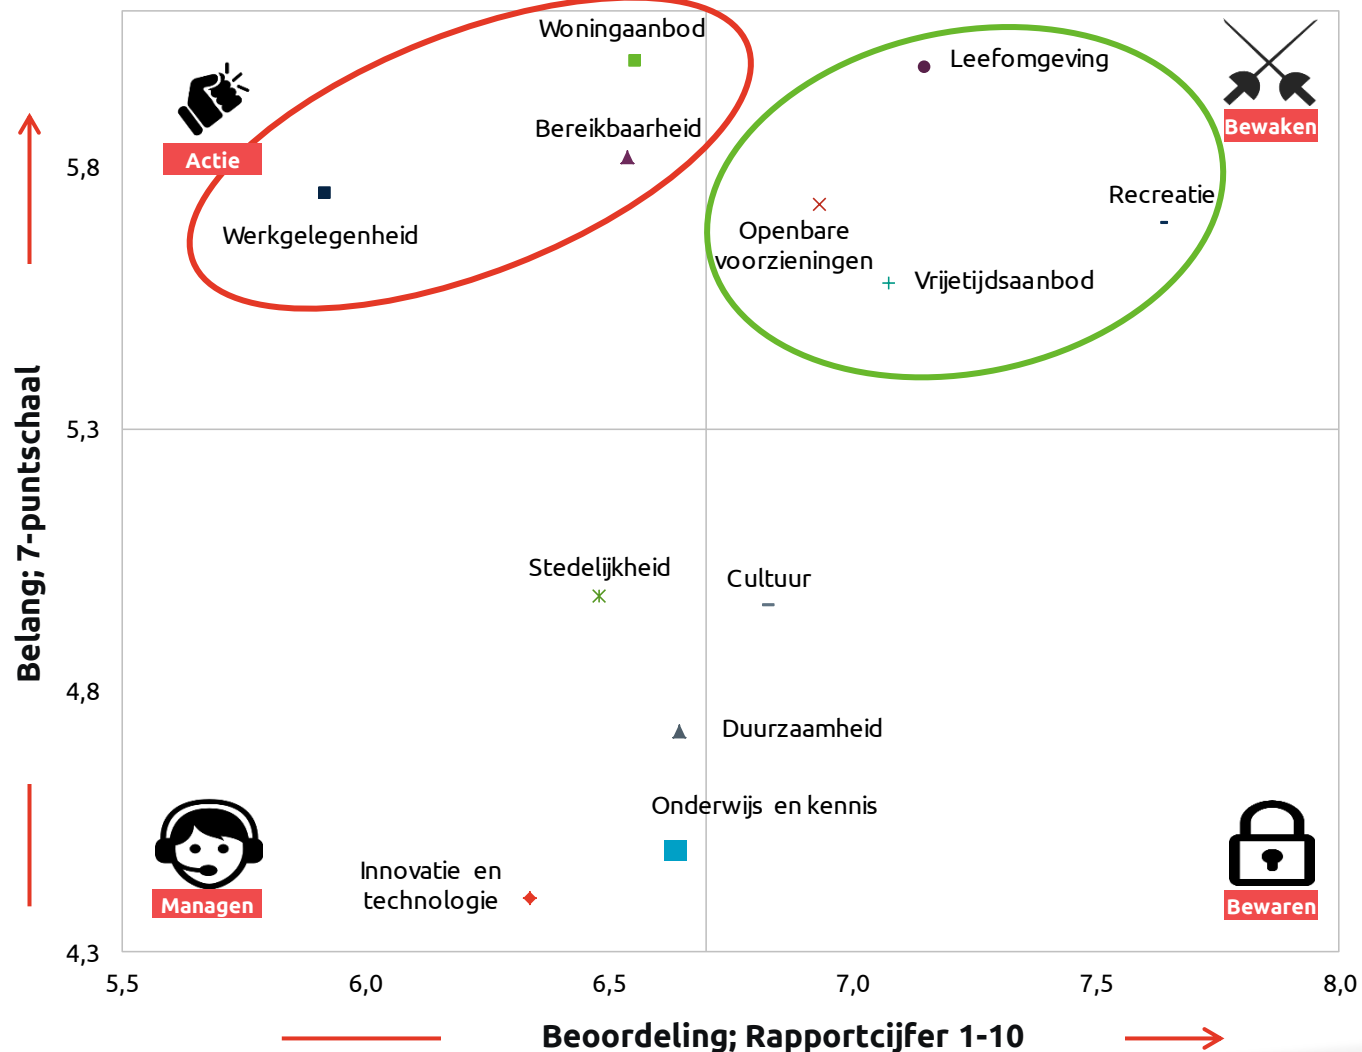 Woningaanbod
Leefomgeving
Bewaken
Bereikbaarheid
Actie
5,8
Recreatie
Werkgelegenheid
Openbare
voorzieningen
Vrijetijdsaanbod
Belang; 7-puntschaal
5,3
Stedelijkheid
Cultuur
4,8
Duurzaamheid
Onderwijs en kennis
Innovatie en
technologie
Managen
Bewaren
4,3
5,5 6,0 6,5 7,0 7,5 8,0
Beoordeling; Rapportcijfer 1-10